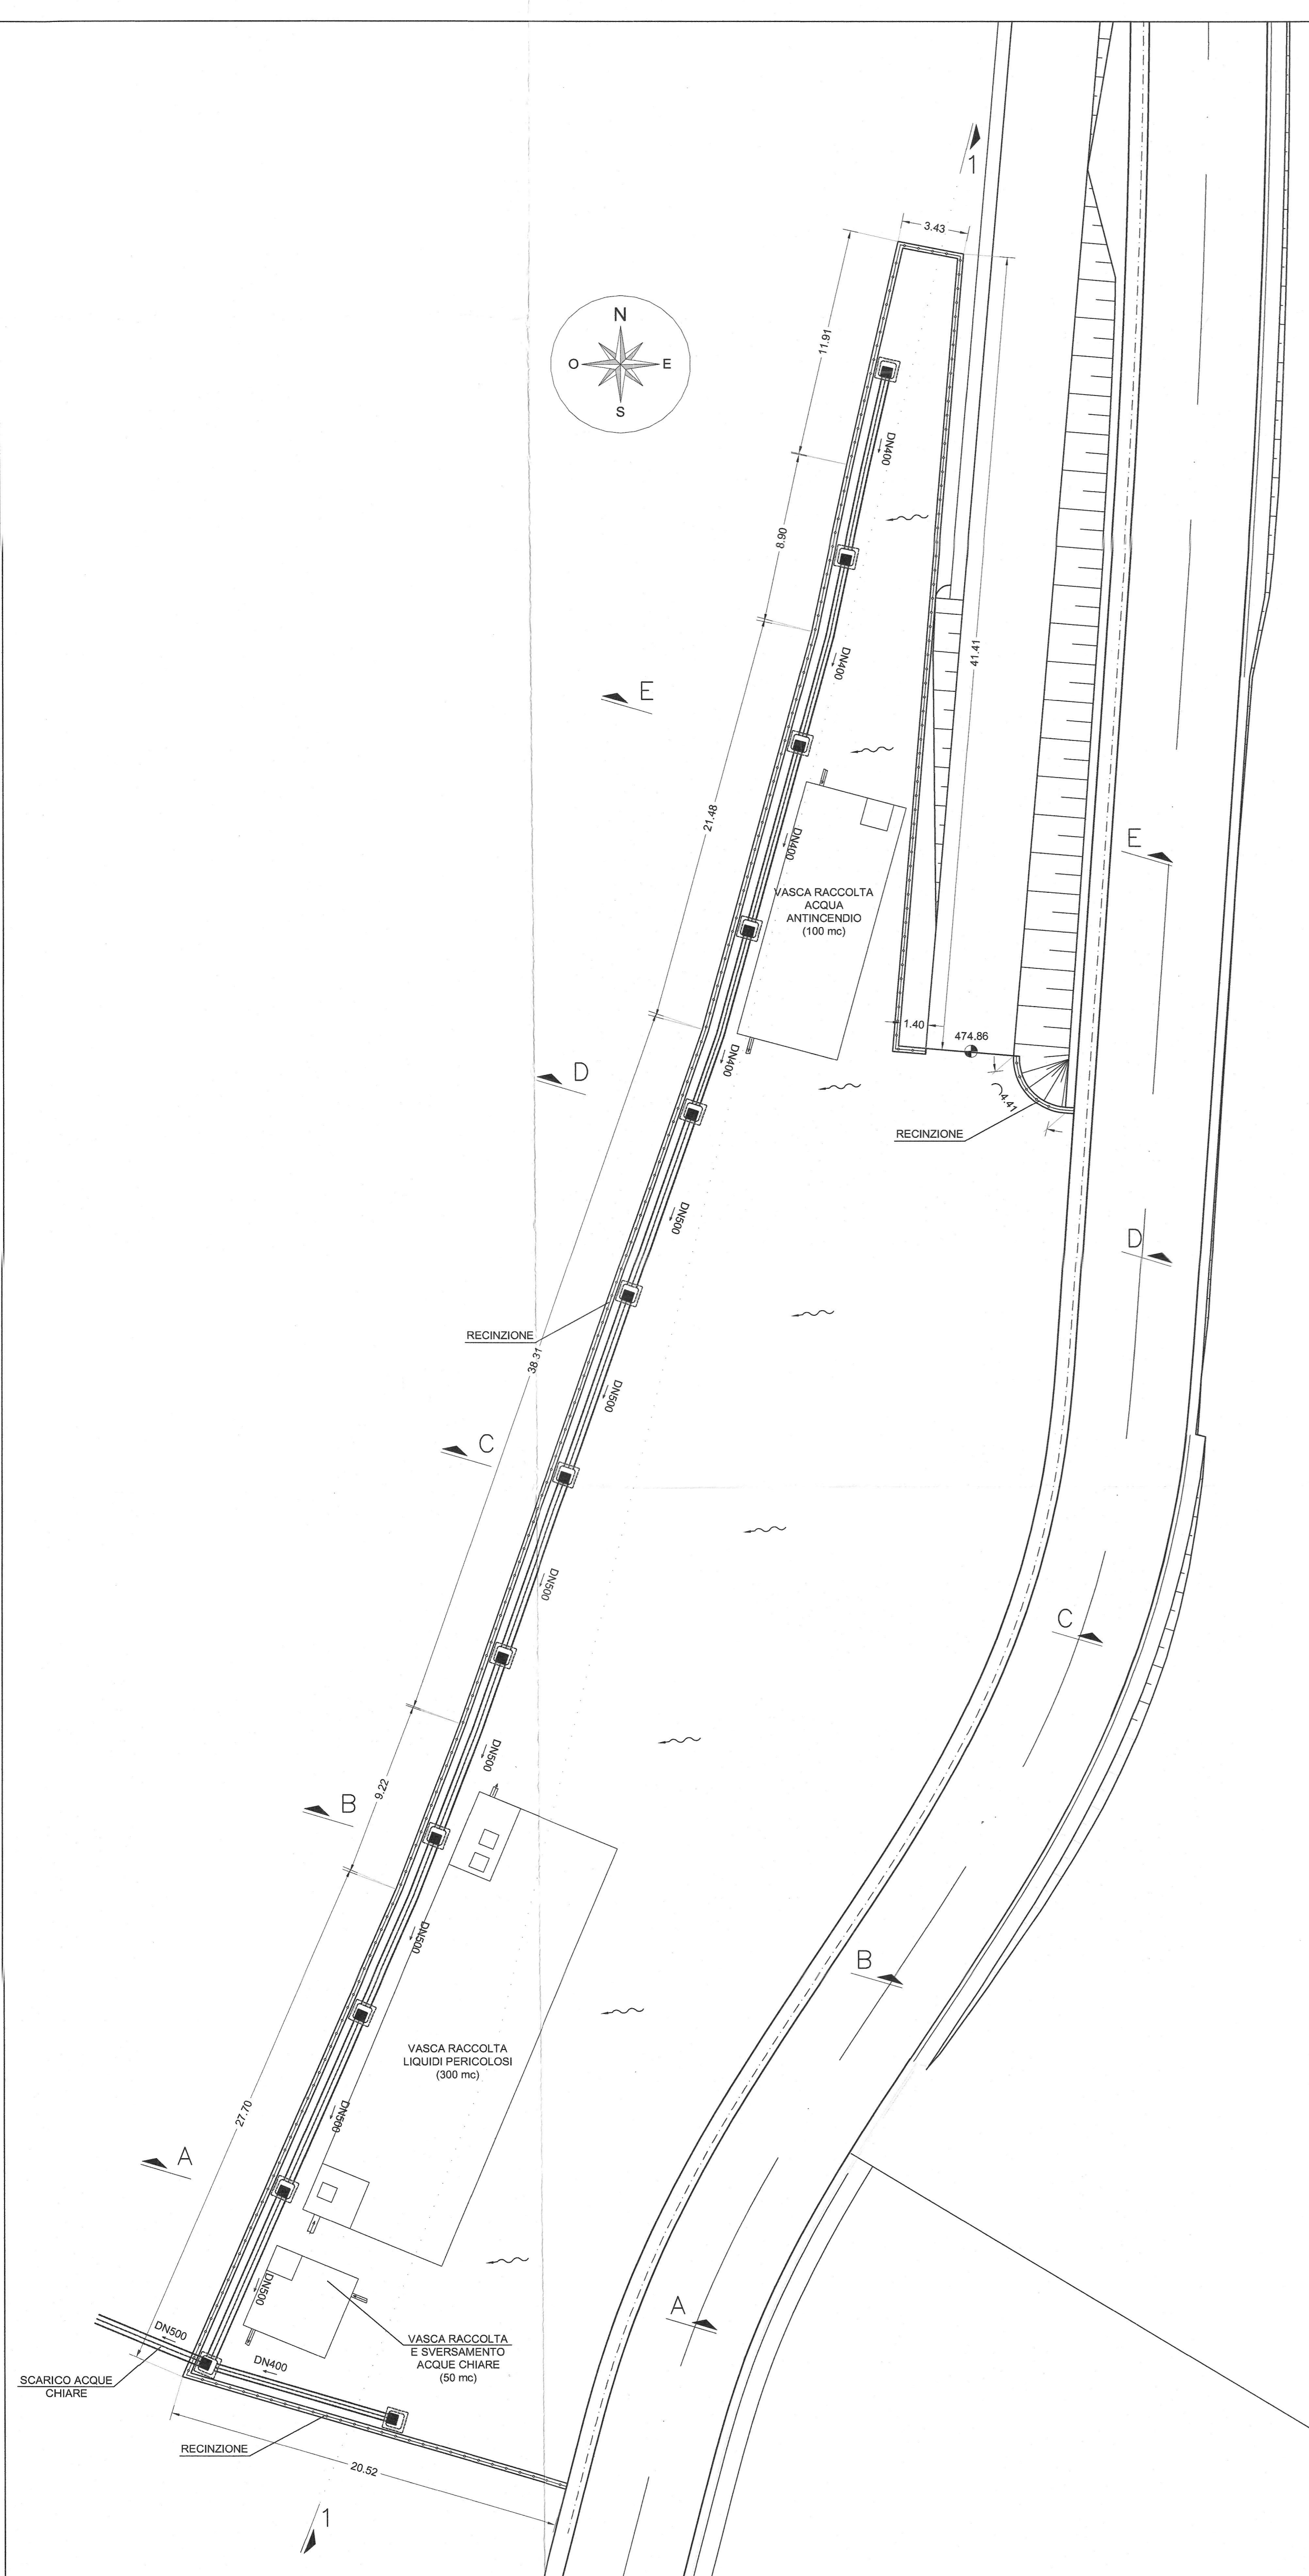 1
3.43
N
O
E
S
11.91
DN400
8.90
DN400
41.41
E
21.48
DN400
E
VASCA RACCOLTA
ACQUA
ANTINCENDIO
(100 mc)
1.40
474.86
DN400
D
4.41
RECINZIONE
DN500
D
RECINZIONE
38.31
DN500
C
DN500
C
DN500
9.22
B
DN500
B
VASCA RACCOLTA
LIQUIDI PERICOLOSI
(300 mc)
27.70
DN500
A
DN500
A
DN500
VASCA RACCOLTA
E SVERSAMENTO
ACQUE CHIARE
(50 mc)
DN400
SCARICO ACQUE
CHIARE
RECINZIONE
20.52
1